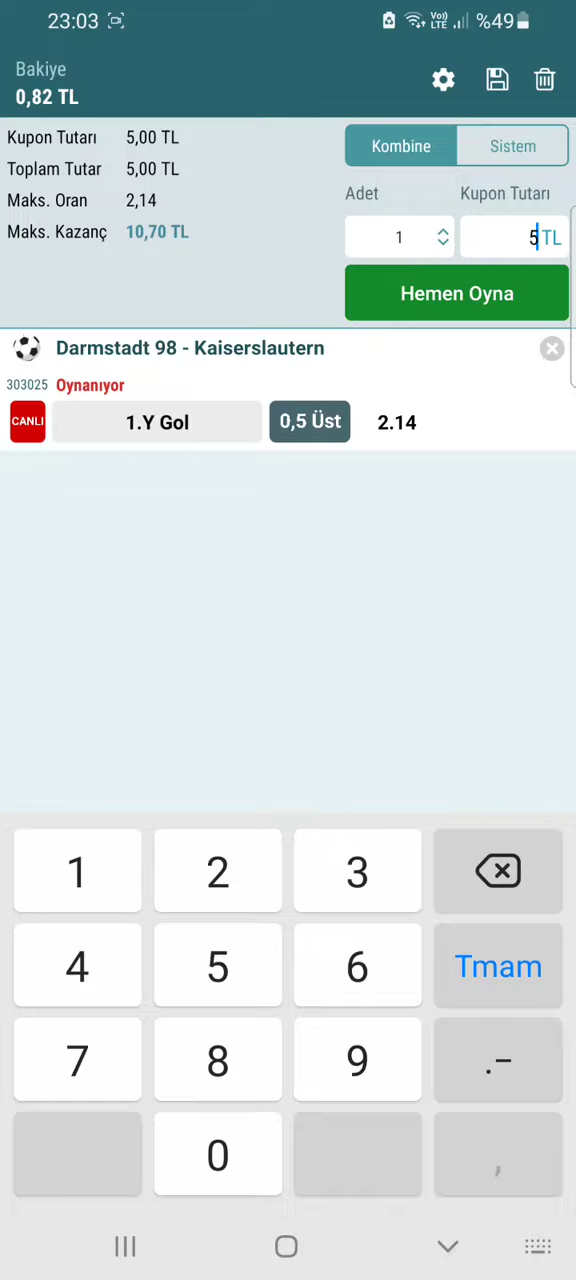 23:03 Vo) LTE %49
Bakiye
0,82 TL
Kupon Tutarı 5,00 TL
Toplam Tutar 5,00 TL
Maks. Oran 2,14
Maks. Kazanç 10,70 TL
Kombine Sistem
Adet Kupon Tutarı
1 5 TL
Hemen Oyna
Darmstadt 98 - Kaiserslautern
303025 Oynanıyor
CANLI 1.Y Gol 0,5 Üst 2.14
1 2 3
4 5 6 Tmam
7 8 9 .-
0 ,